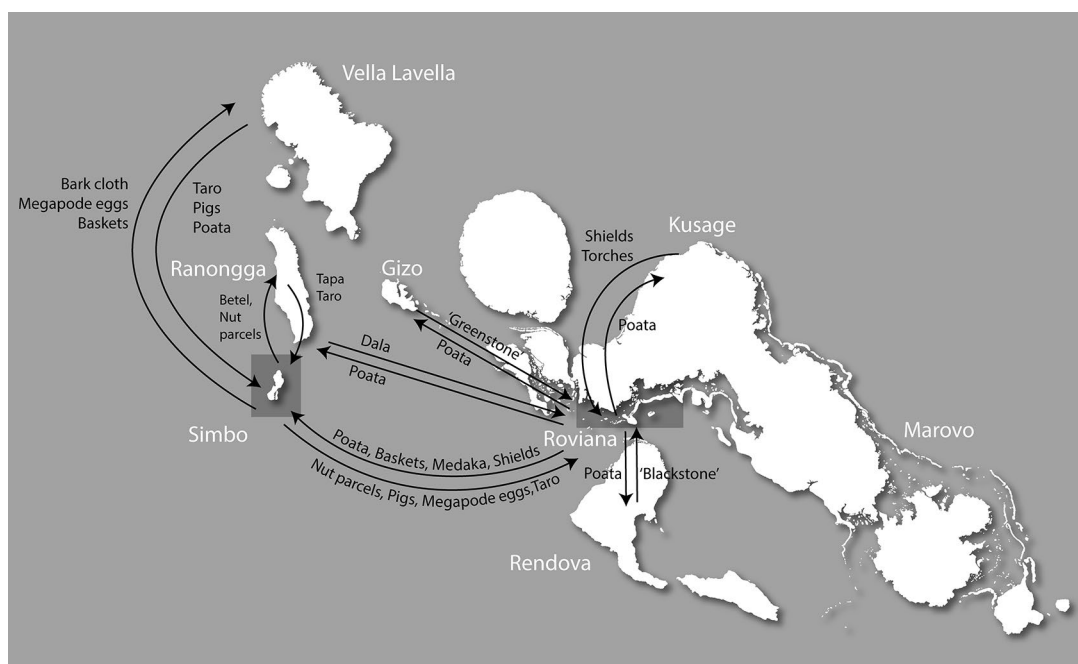 Vella Lavella
Bark cloth
Megapode eggs
Baskets
Taro
Pigs
Poata
Ranongga
Tapa
Taro
Betel,
Nut
parcels
Gizo
Kusage
Shields
Torches
Poata
'Greenstone'
Poata
Dala
Poata
Simbo
Roviana
Marovo
Poata, Baskets, Medaka, Shields
Nut parcels, Pigs, Megapode eggs,Taro
Poata
'Blackstone'
Rendova